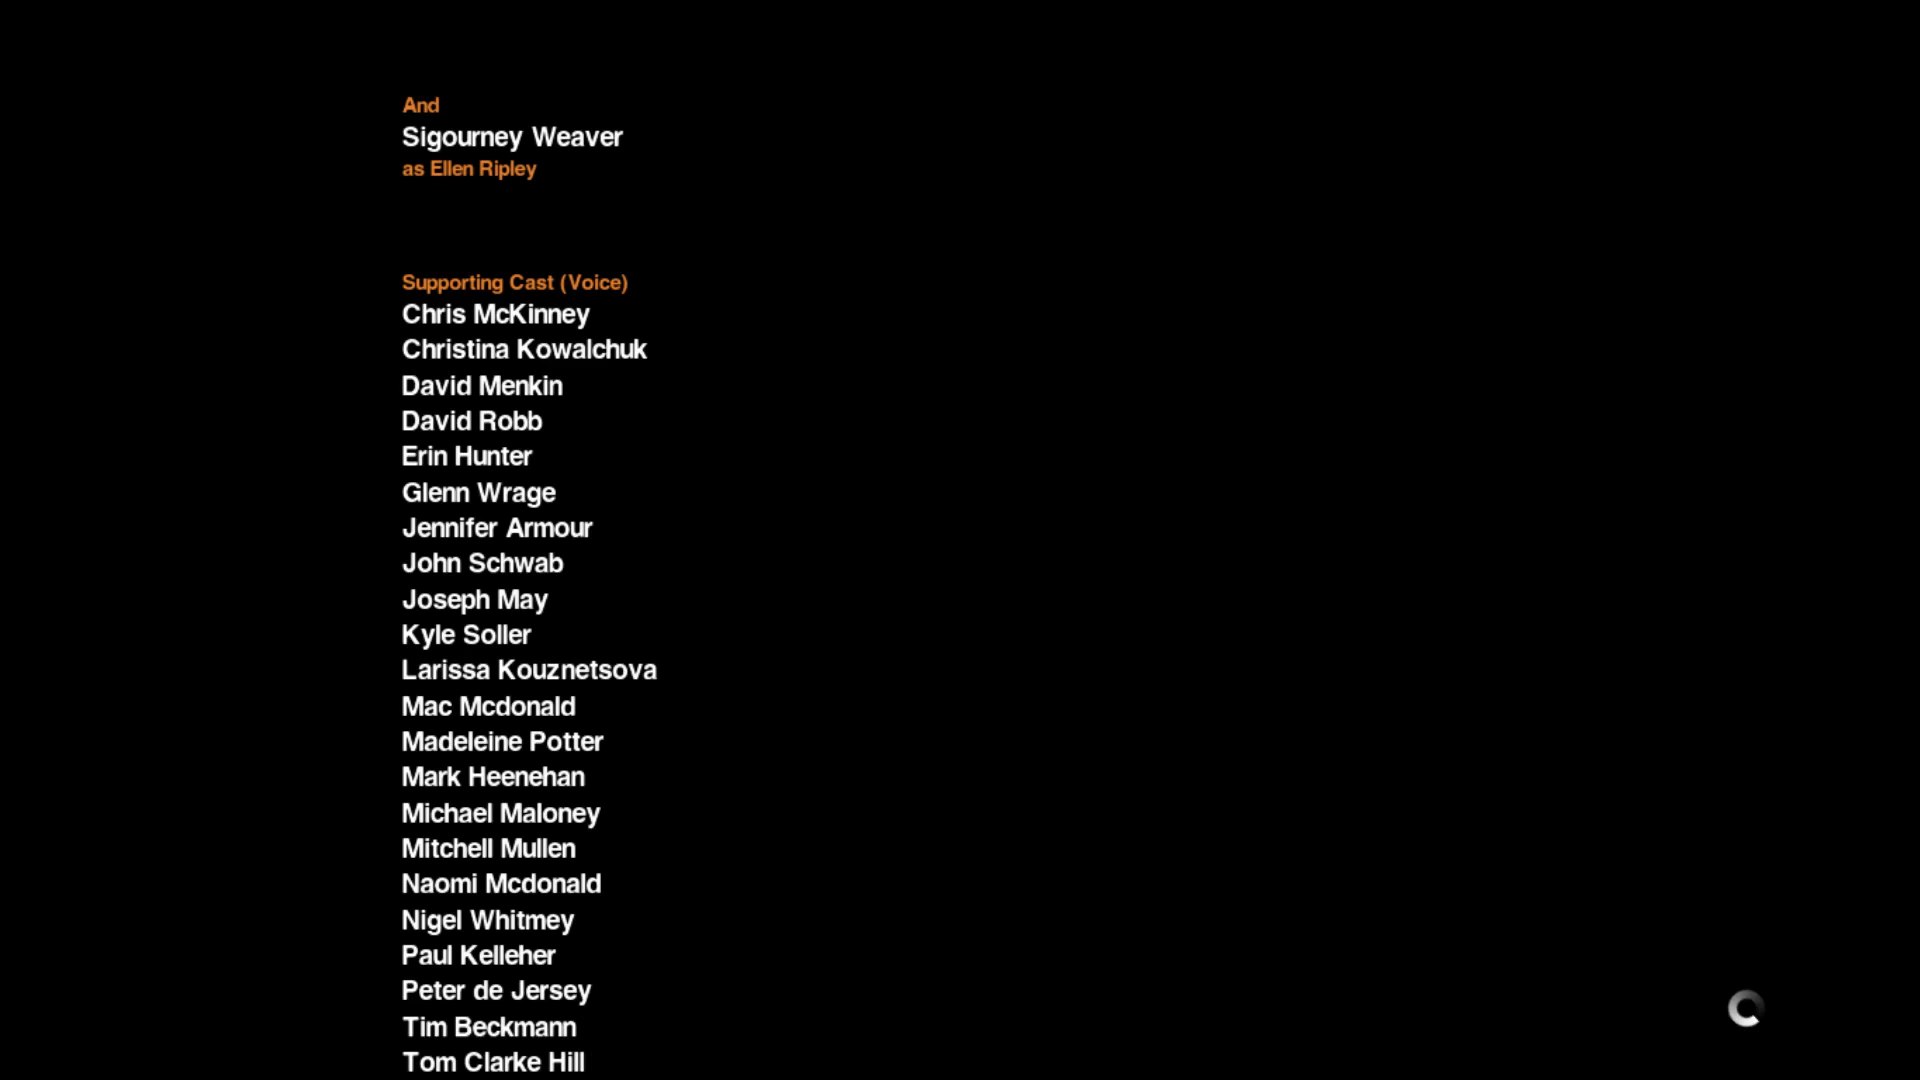 And
Sigourney Weaver
as Ellen Ripley
Supporting Cast (Voice)
Chris McKinney
Christina Kowalchuk
David Menkin
David Robb
Erin Hunter
Glenn Wrage
Jennifer Armour
John Schwab
Joseph May
Kyle Soller
Larissa Kouznetsova
Mac Mcdonald
Madeleine Potter
Mark Heenehan
Michael Maloney
Mitchell Mullen
Naomi Mcdonald
Nigel Whitmey
Paul Kelleher
Peter de Jersey
Tim Beckmann
Tom Clarke Hill